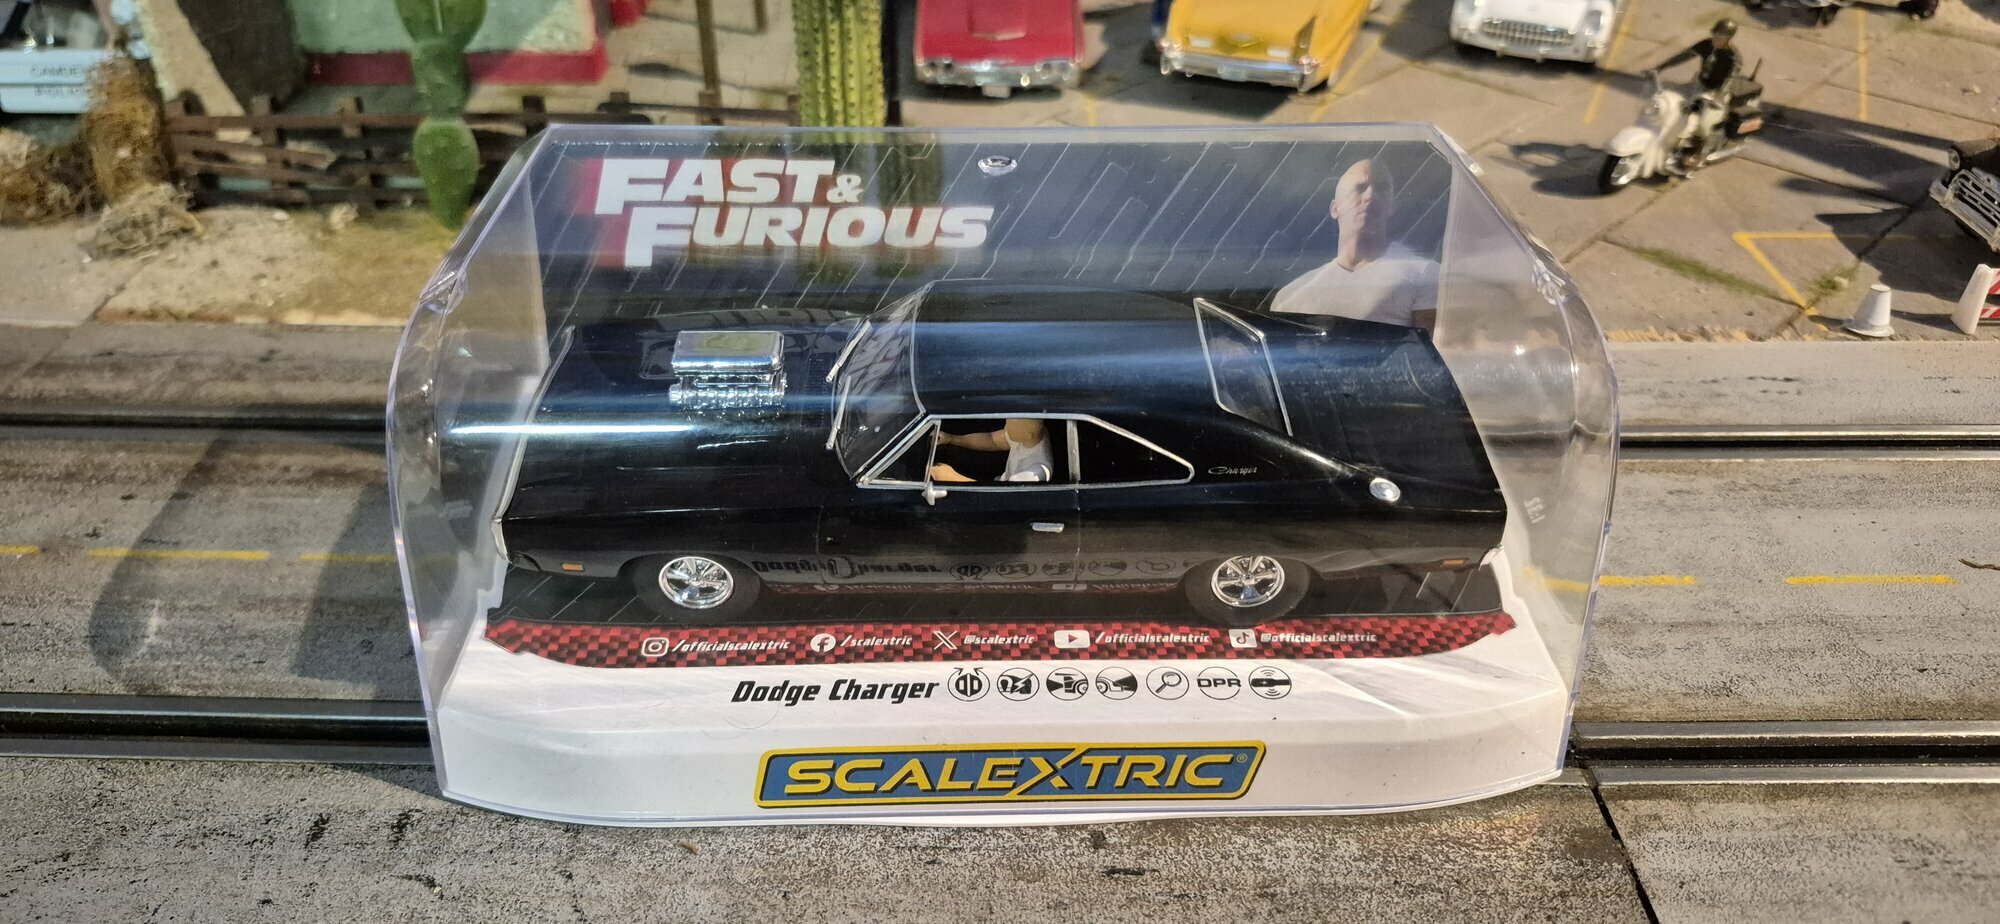 FAST &
FURIOUS
Charger
/officialscalextric /scalextric @scalextric /officialscalextric @officialscalextric
Dodge Charger DPR
SCALEXTRIC®